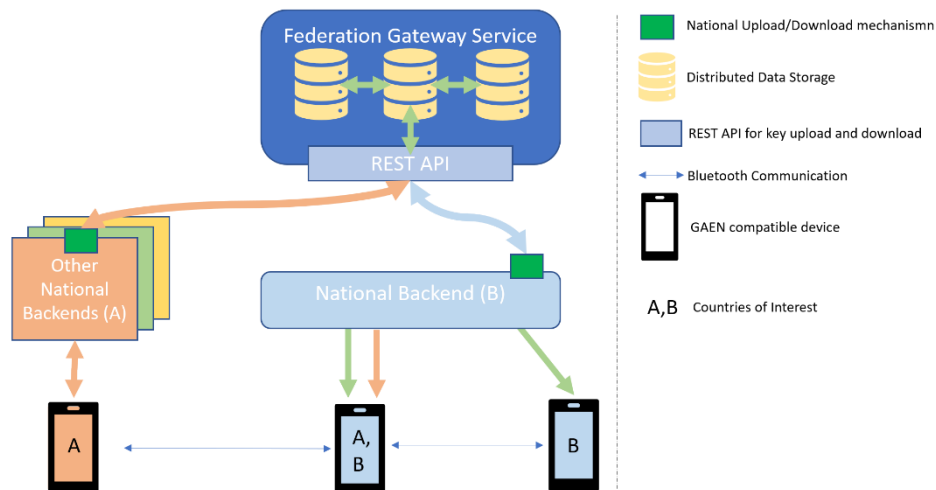 Federation Gateway Service
REST API
Other
National
Backends (A)
National Backend (B)
A
A,
B
B
National Upload/Download mechanismn
Distributed Data Storage
REST API for key upload and download
Bluetooth Communication
GAEN compatible device
A,B
Countries of Interest